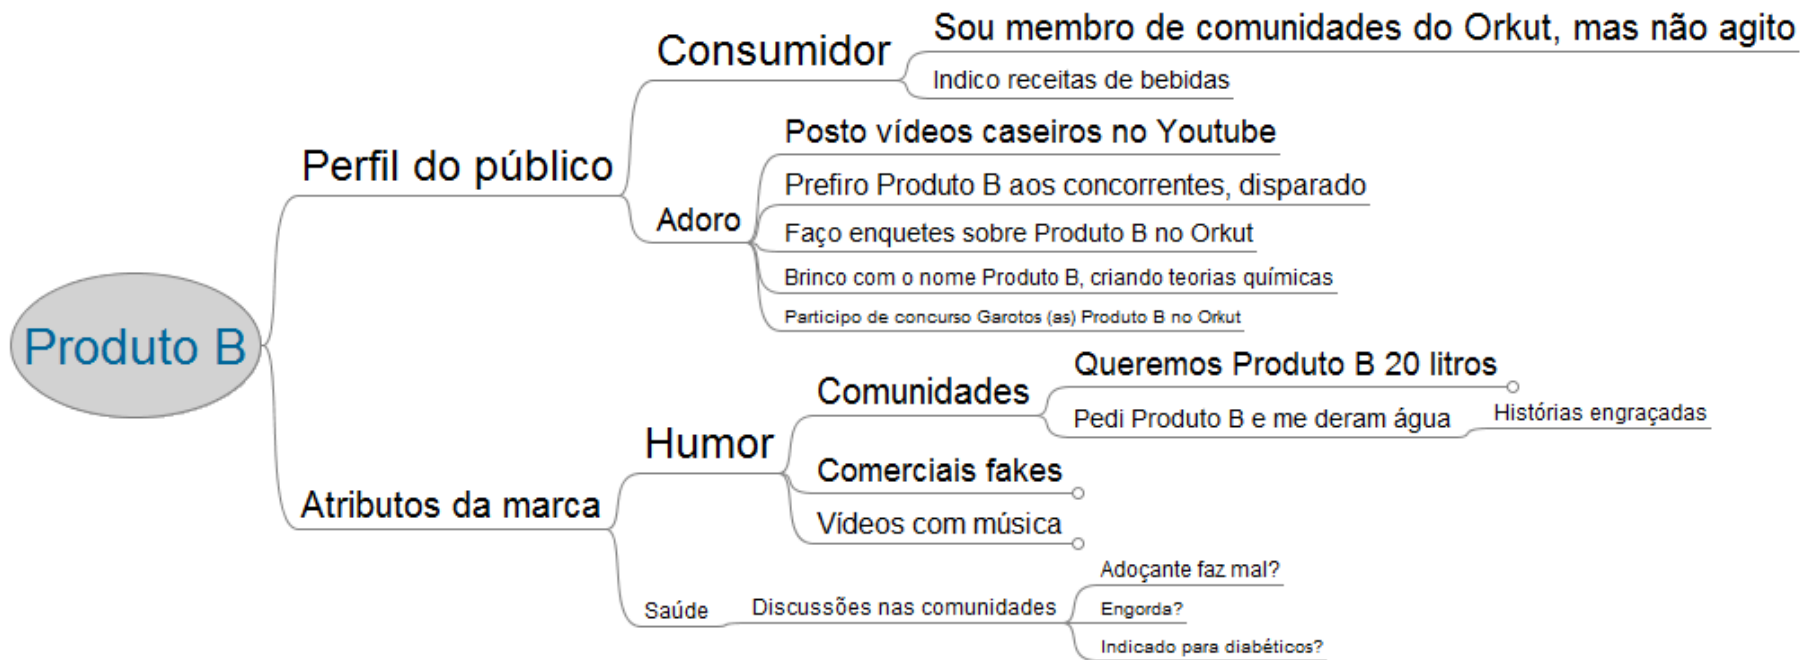 Produto B
Perfil do público
Consumidor
Sou membro de comunidades do Orkut, mas não agito
Indico receitas de bebidas
Adoro
Posto vídeos caseiros no Youtube
Prefiro Produto B aos concorrentes, disparado
Faço enquetes sobre Produto B no Orkut
Brinco com o nome Produto B, criando teorias químicas
Participo de concurso Garotos (as) Produto B no Orkut
Atributos da marca
Humor
Comunidades
Queremos Produto B 20 litros
Pedi Produto B e me deram água
Histórias engraçadas
Comerciais fakes
Vídeos com música
Saúde
Discussões nas comunidades
Adoçante faz mal?
Engorda?
Indicado para diabéticos?